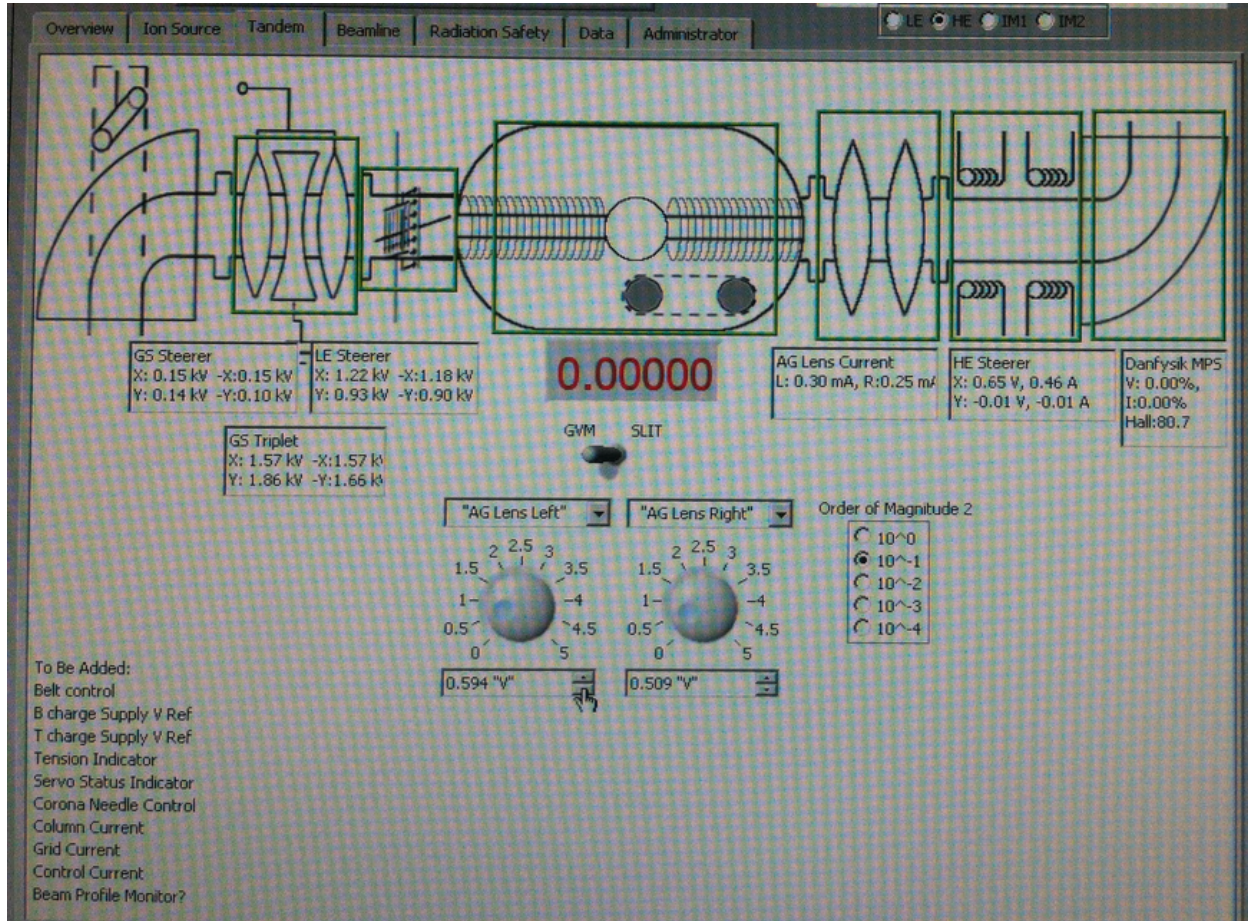 Overview Ion Source Tandem Beamline Radiation Safety Data Administrator
LE HE IM1 IM2
GS Steerer
X: 0.15 kV -X:0.15 kV
Y: 0.14 kV -Y:0.10 kV
LE Steerer
X: 1.22 kV -X:1.18 kV
Y: 0.93 kV -Y:0.90 kV
0.00000
AG Lens Current
L: 0.30 mA, R:0.25 m
HE Steerer
X: 0.65 V, 0.46 A
Y: -0.01 V, -0.01 A
Danfysik MPS
V: 0.00%,
I:0.00%
Hall:80.7
GS Triplet
X: 1.57 kV -X:1.57 k
Y: 1.86 kV -Y:1.66 k
GVM SLIT
"AG Lens Left" "AG Lens Right"
0 0.5 1 1.5 2 2.5 3 3.5 4 4.5 5
0 0.5 1 1.5 2 2.5 3 3.5 4 4.5 5
0.594 "V" 0.509 "V"
Order of Magnitude 2
10^0
10^-1
10^-2
10^-3
10^-4
To Be Added:
Belt control
B charge Supply V Ref
T charge Supply V Ref
Tension Indicator
Servo Status Indicator
Corona Needle Control
Column Current
Grid Current
Control Current
Beam Profile Monitor?